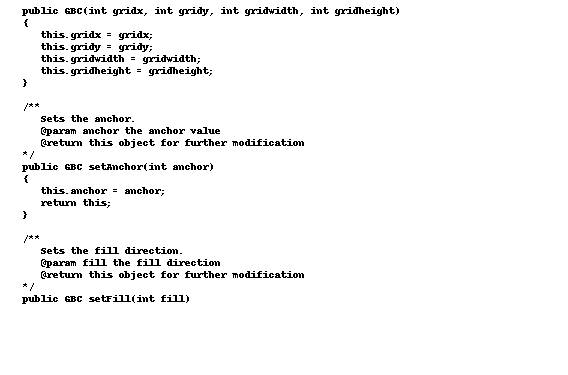 public GBC(int gridx, int gridy, int gridwidth, int gridheight)
{
this.gridx = gridx;
this.gridy = gridy;
this.gridwidth = gridwidth;
this.gridheight = gridheight;
}
/**
Sets the anchor.
@param anchor the anchor value
@return this object for further modification
*/
public GBC setAnchor(int anchor)
{
this.anchor = anchor;
return this;
}
/**
Sets the fill direction.
@param fill the fill direction
@return this object for further modification
*/
public GBC setFill(int fill)